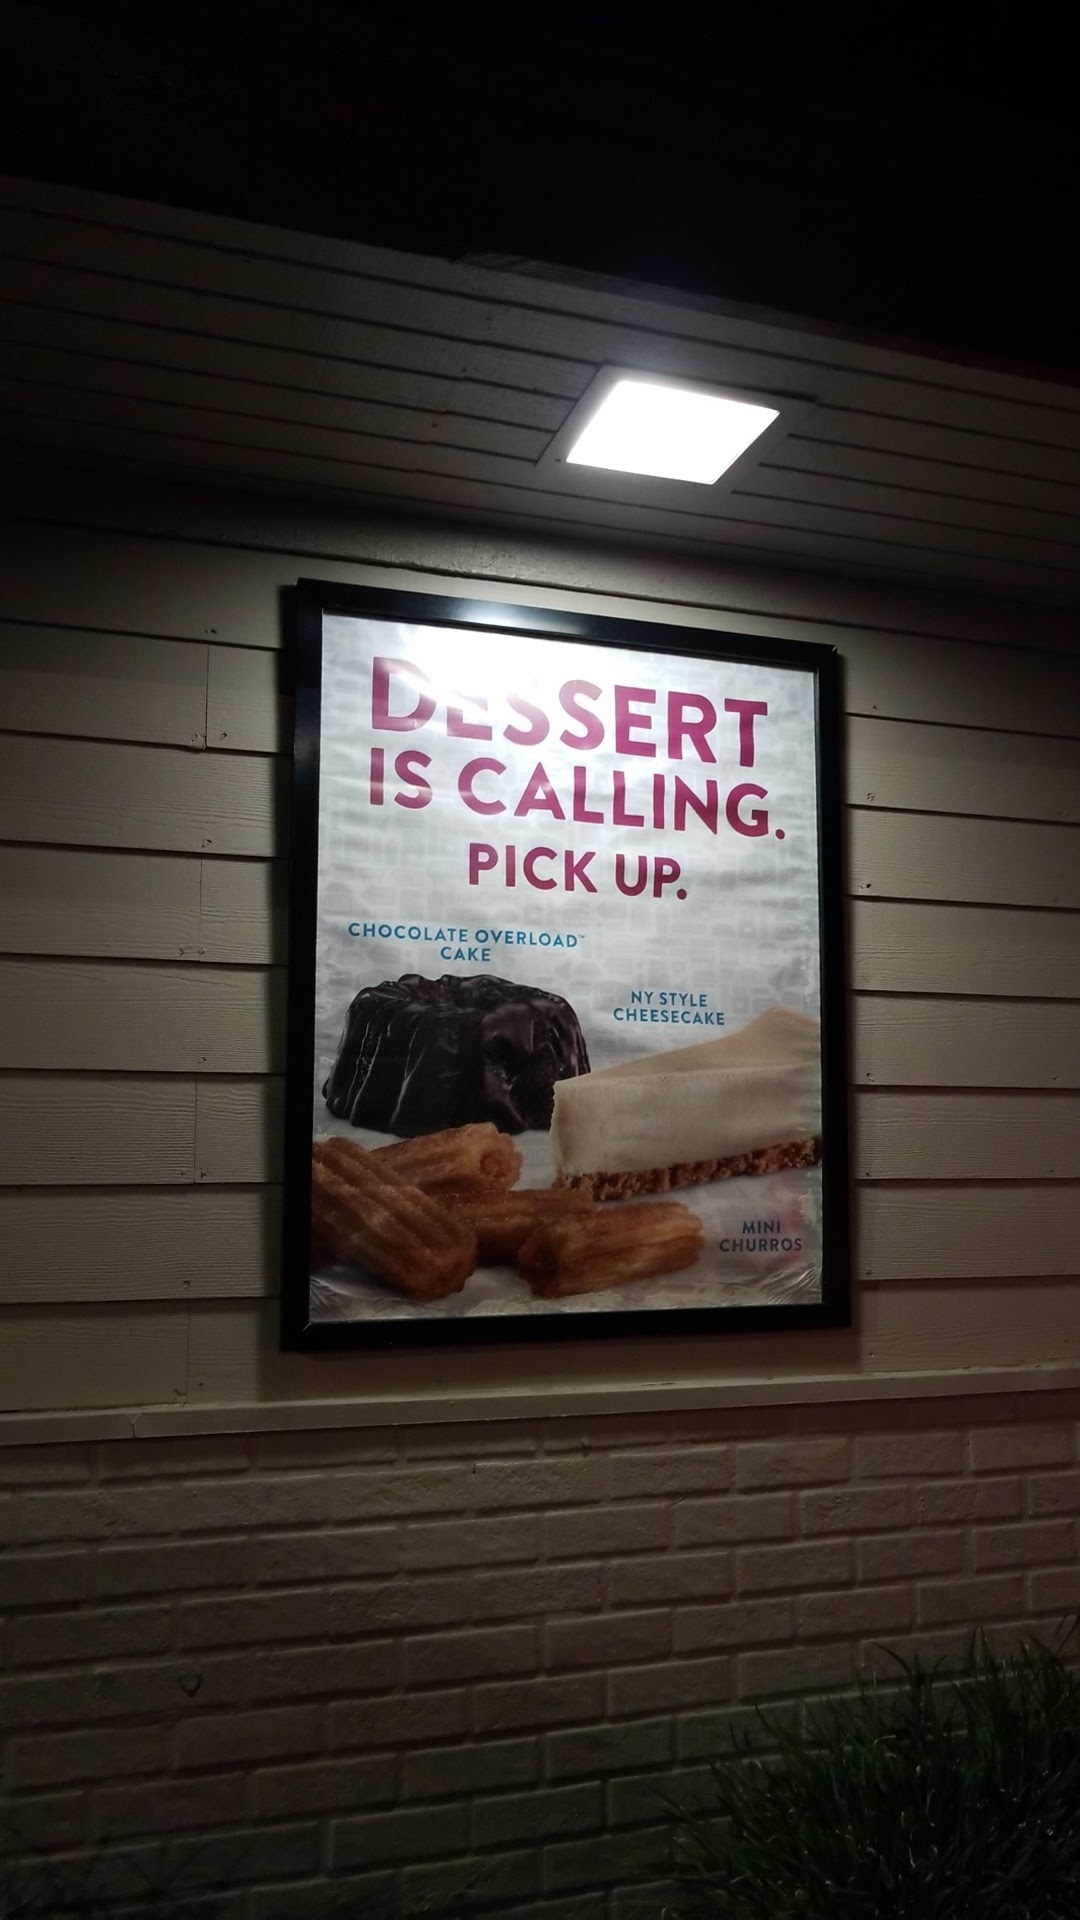 DESSERT
IS CALLING.
PICK UP.
CHOCOLATE OVERLOAD™
CAKE
NY STYLE
CHEESECAKE
MINI
CHURROS